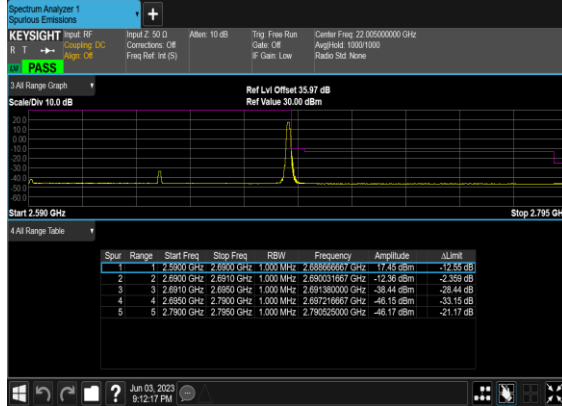 Spectrum Analyzer 1
Spurious Emissions
+
KEYSIGHT Input: RF Input Z: 50 Ω Atten: 10 dB Trig: Free Run Center Freq: 22.005000000 GHz
R T Coupling: DC Corrections: Off Gate: Off Avg|Hold: 1000/1000
Align: Off Freq Ref: Int (S) IF Gain: Low Radio Std: None
PASS
3 All Range Graph
Ref Lvl Offset 35.97 dB
Scale/Div 10.0 dB Ref Value 30.00 dBm
20.0
10.0
0.00
-10.0
-20.0
-30.0
-40.0
-50.0
-60.0
Start 2.590 GHz Stop 2.795 GH
4 All Range Table
Spur Range Start Freq Stop Freq RBW Frequency Amplitude ΔLimit
1 1 2.5900 GHz 2.6900 GHz 1.000 MHz 2.688666667 GHz 17.45 dBm -12.55 dB
2 2 2.6900 GHz 2.6910 GHz 1.000 MHz 2.690031667 GHz -12.36 dBm -2.359 dB
3 3 2.6910 GHz 2.6950 GHz 1.000 MHz 2.691380000 GHz -38.44 dBm -28.44 dB
4 4 2.6950 GHz 2.7900 GHz 1.000 MHz 2.697216667 GHz -46.15 dBm -33.15 dB
5 5 2.7900 GHz 2.7950 GHz 1.000 MHz 2.790525000 GHz -46.17 dBm -21.17 dB
? Jun 03, 2023
9:12:17 PM